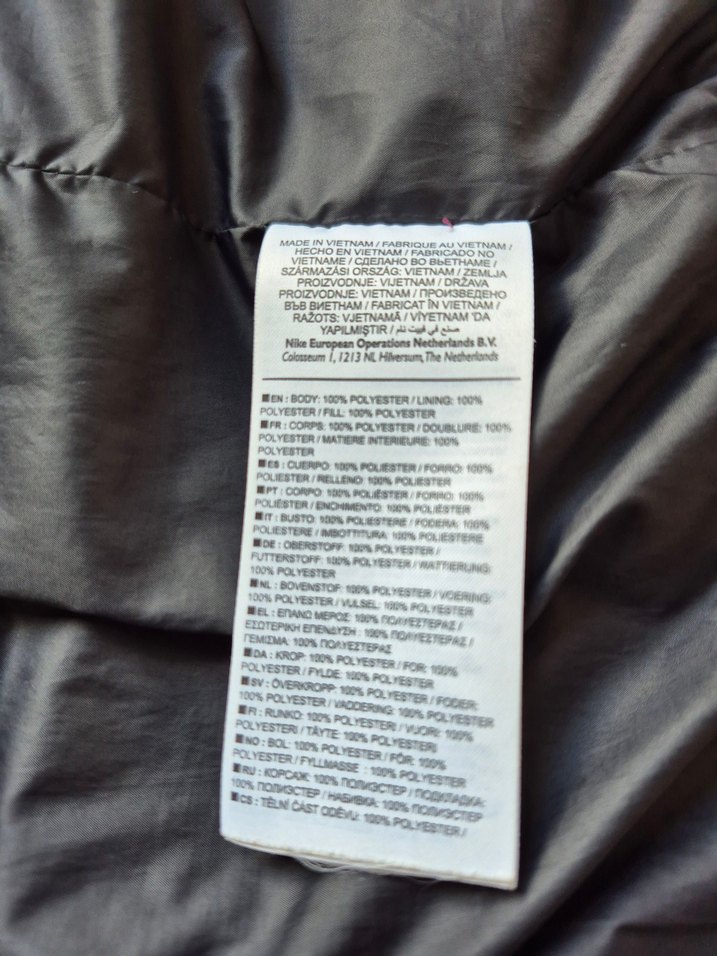 MADE IN VIETNAM / FABRIQUE AU VIETNAM /
HECHO EN VIETNAM / FABRICADO NO
VIETNAME / СДЕЛАНО ВО ВЬЕТНАМЕ /
SZÁRMAZÁSI ORSZÁG: VIETNAM / ZEMLJA
PROIZVODNJE: VIJETNAM / DRŽAVA
PROIZVODNJE: VIETNAM / ПРОИЗВЕДЕНО
ВЪВ ВИЕТНАМ / FABRICAT ÎN VIETNAM /
RAŽOTS: VJETNAMĀ / VİYETNAM 'DA
YAPILMIŞTIR / صنع في فييت نام
Nike European Operations Netherlands B.V.
Colosseum 1, 1213 NL Hilversum, The Netherlands
■EN : BODY: 100% POLYESTER / LINING: 100%
POLYESTER / FILL: 100% POLYESTER
■FR : CORPS: 100% POLYESTER / DOUBLURE: 100%
POLYESTER / MATIERE INTERIEURE: 100%
POLYESTER
■ES : CUERPO: 100% POLIÉSTER / FORRO: 100%
POLIÉSTER / RELLENO: 100% POLIÉSTER
■PT : CORPO: 100% POLIÉSTER / FORRO: 100%
POLIÉSTER / ENCHIMENTO: 100% POLIÉSTER
■IT : BUSTO: 100% POLIESTERE / FODERA: 100%
POLIESTERE / IMBOTTITURA: 100% POLIESTERE
■DE : OBERSTOFF: 100% POLYESTER /
FUTTERSTOFF: 100% POLYESTER / WATTIERUNG:
100% POLYESTER
■NL : BOVENSTOF: 100% POLYESTER / VOERING:
100% POLYESTER / VULSEL: 100% POLYESTER
■EL : ΕΠΑΝΩ ΜΕΡΟΣ: 100% ΠΟΛΥΕΣΤΕΡΑΣ /
ΕΣΩΤΕΡΙΚΗ ΕΠΕΝΔΥΣΗ : 100% ΠΟΛΥΕΣΤΕΡΑΣ /
ΓΕΜΙΣΜΑ: 100% ΠΟΛΥΕΣΤΕΡΑΣ
■DA : KROP: 100% POLYESTER / FOR: 100%
POLYESTER / FYLDE: 100% POLYESTER
■SV : ÖVERKROPP: 100% POLYESTER / FODER:
100% POLYESTER / VADDERING: 100% POLYESTER
■FI : RUNKO: 100% POLYESTERI / VUORI: 100%
POLYESTERI / TÄYTE: 100% POLYESTERI
■NO : BOL: 100% POLYESTER / FÔR: 100%
POLYESTER / FYLLMASSE : 100% POLYESTER
■RU : КОРСАЖ: 100% ПОЛИЭСТЕР / ПОДКЛАДКА:
100% ПОЛИЭСТЕР / НАБИВКА: 100% ПОЛИЭСТЕР
■CS : TĚLNÍ ČÁST ODĚVU: 100% POLYESTER /